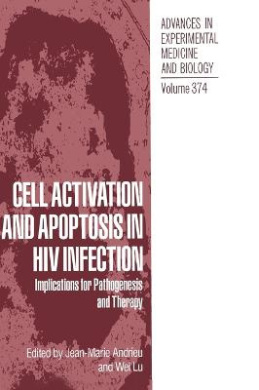 ADVANCES IN
EXPERIMENTAL
MEDICINE
AND BIOLOGY
Volume 374
CELL ACTIVATION
AND APOPTOSIS IN
HIV INFECTION
Implications for Pathogenesis
and Therapy
Edited by Jean-Marie Andrieu
and Wei Lu